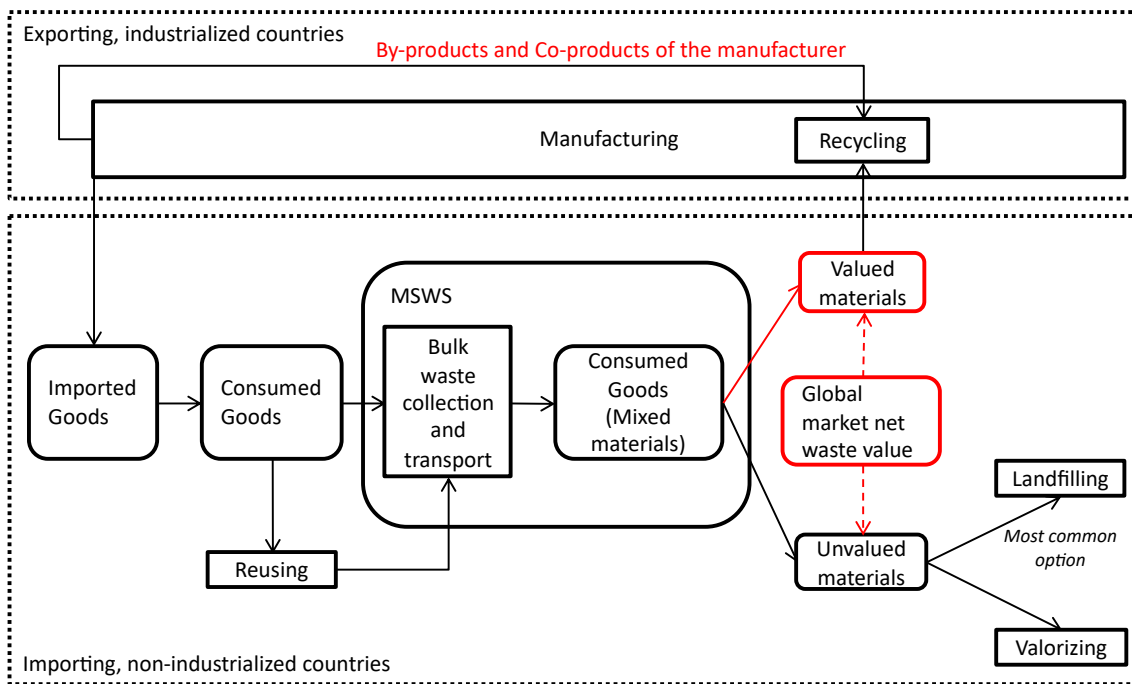 Exporting, industrialized countries
By-products and Co-products of the manufacturer
Manufacturing
Recycling
Valued
materials
MSWS
Bulk
waste
collection
and
transport
Consumed
Goods
(Mixed
materials)
Imported
Goods
Consumed
Goods
Global
market net
waste value
Landfilling
Most common
option
Unvalued
materials
Reusing
Valorizing
Importing, non-industrialized countries